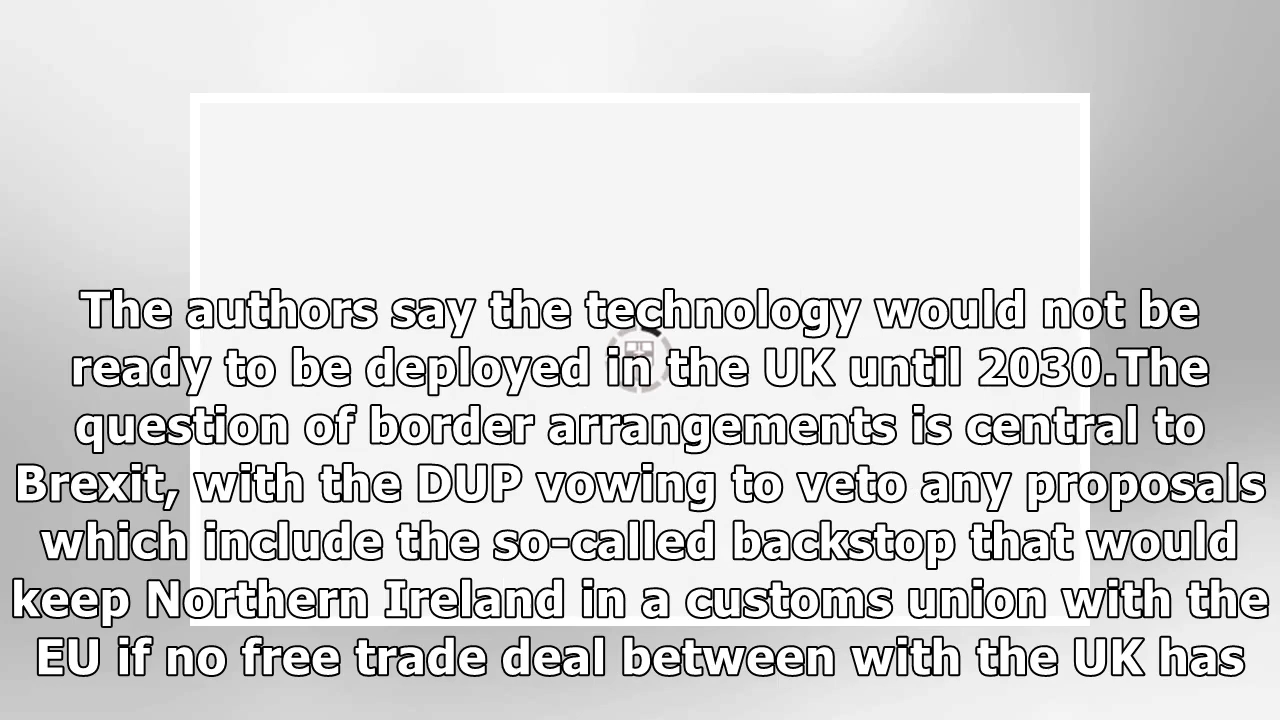 The authors say the technology would not be
ready to be deployed in the UK until 2030.The
question of border arrangements is central to
Brexit, with the DUP vowing to veto any proposals
which include the so-called backstop that would
keep Northern Ireland in a customs union with the
EU if no free trade deal between with the UK has